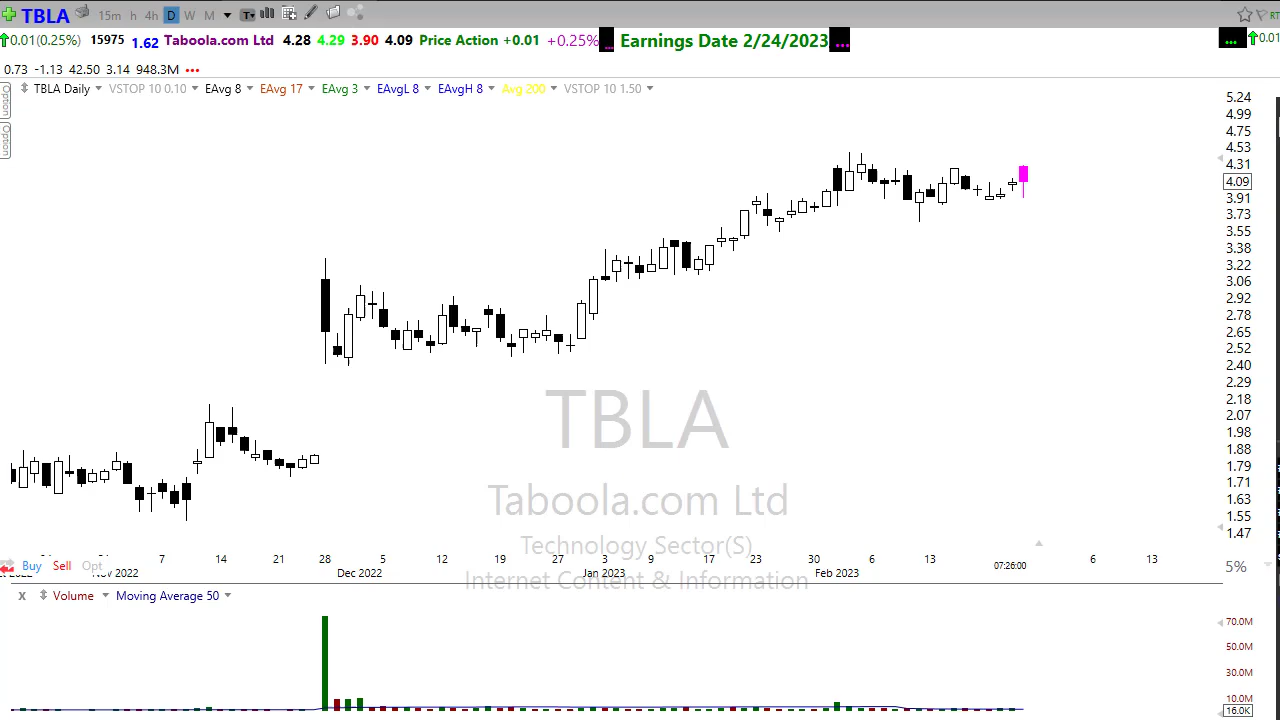 TBLA 15m h 4h D W M T RT
0.01(0.25%) 15975 1.62 Taboola.com Ltd 4.28 4.29 3.90 4.09 Price Action +0.01 +0.25% ... Earnings Date 2/24/2023 ... ... 0.01
0.73 -1.13 42.50 3.14 948.3M •••
TBLA Daily VSTOP 10 0.10 EAvg 8 EAvg 17 EAvg 3 EAvgL 8 EAvgH 8 Avg 200 VSTOP 10 1.50
Option
Option
5.24
4.99
4.75
4.53
4.31
4.09
3.91
3.73
3.55
3.38
3.22
3.06
2.92
2.78
2.65
2.52
2.40
2.29
2.18
2.07
1.98
1.88
1.79
1.71
1.63
1.55
1.47
TBLA
Taboola.com Ltd
Technology Sector(S)
Internet Content & Information
7 14 21 28 5 12 19 27 3 9 17 23 30 6 13 07:26:00 6 13
Buy Sell Opt 5%
Nov 2022 Dec 2022 Jan 2023 Feb 2023
X Volume Moving Average 50
70.0M
50.0M
30.0M
10.0M
16.0K